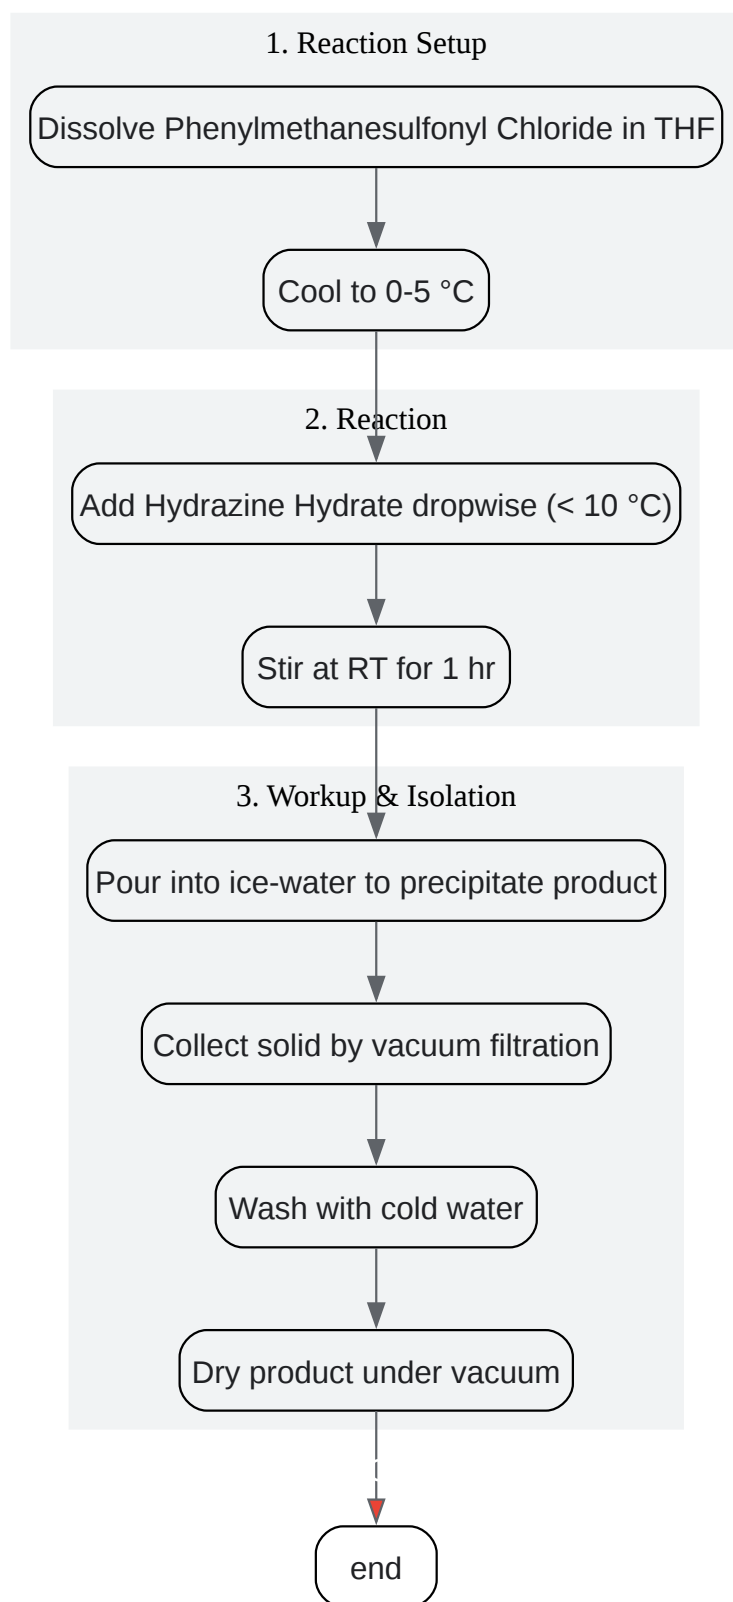 1. Reaction Setup
Dissolve Phenylmethanesulfonyl Chloride in THF
Cool to 0-5 °C
2. Reaction
Add Hydrazine Hydrate dropwise (< 10 °C)
Stir at RT for 1 hr
3. Workup & Isolation
Pour into ice-water to precipitate product
Collect solid by vacuum filtration
Wash with cold water
Dry product under vacuum
end